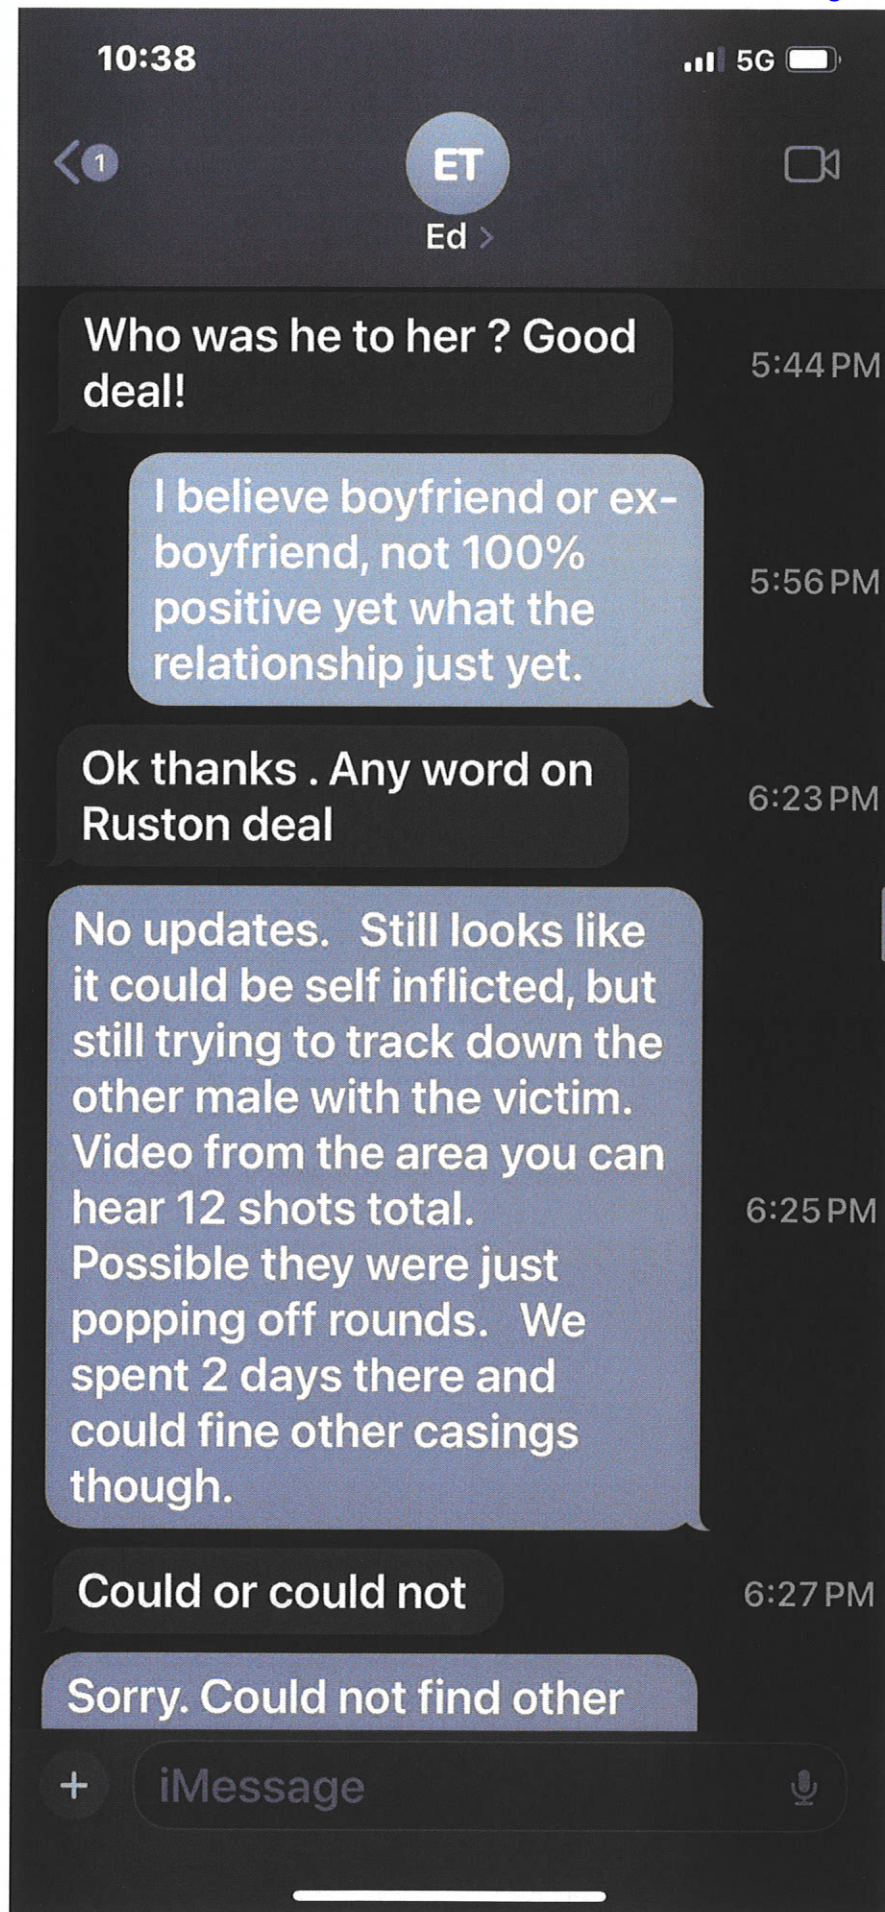 10:38
5G
1
ET
Ed >
Who was he to her ? Good
deal!
5:44 PM
I believe boyfriend or ex-
boyfriend, not 100%
positive yet what the
relationship just yet.
5:56 PM
Ok thanks . Any word on
Ruston deal
6:23 PM
No updates.  Still looks like
it could be self inflicted, but
still trying to track down the
other male with the victim.
Video from the area you can
hear 12 shots total.
Possible they were just
popping off rounds.  We
spent 2 days there and
could fine other casings
though.
6:25 PM
Could or could not
6:27 PM
Sorry. Could not find other
+
iMessage